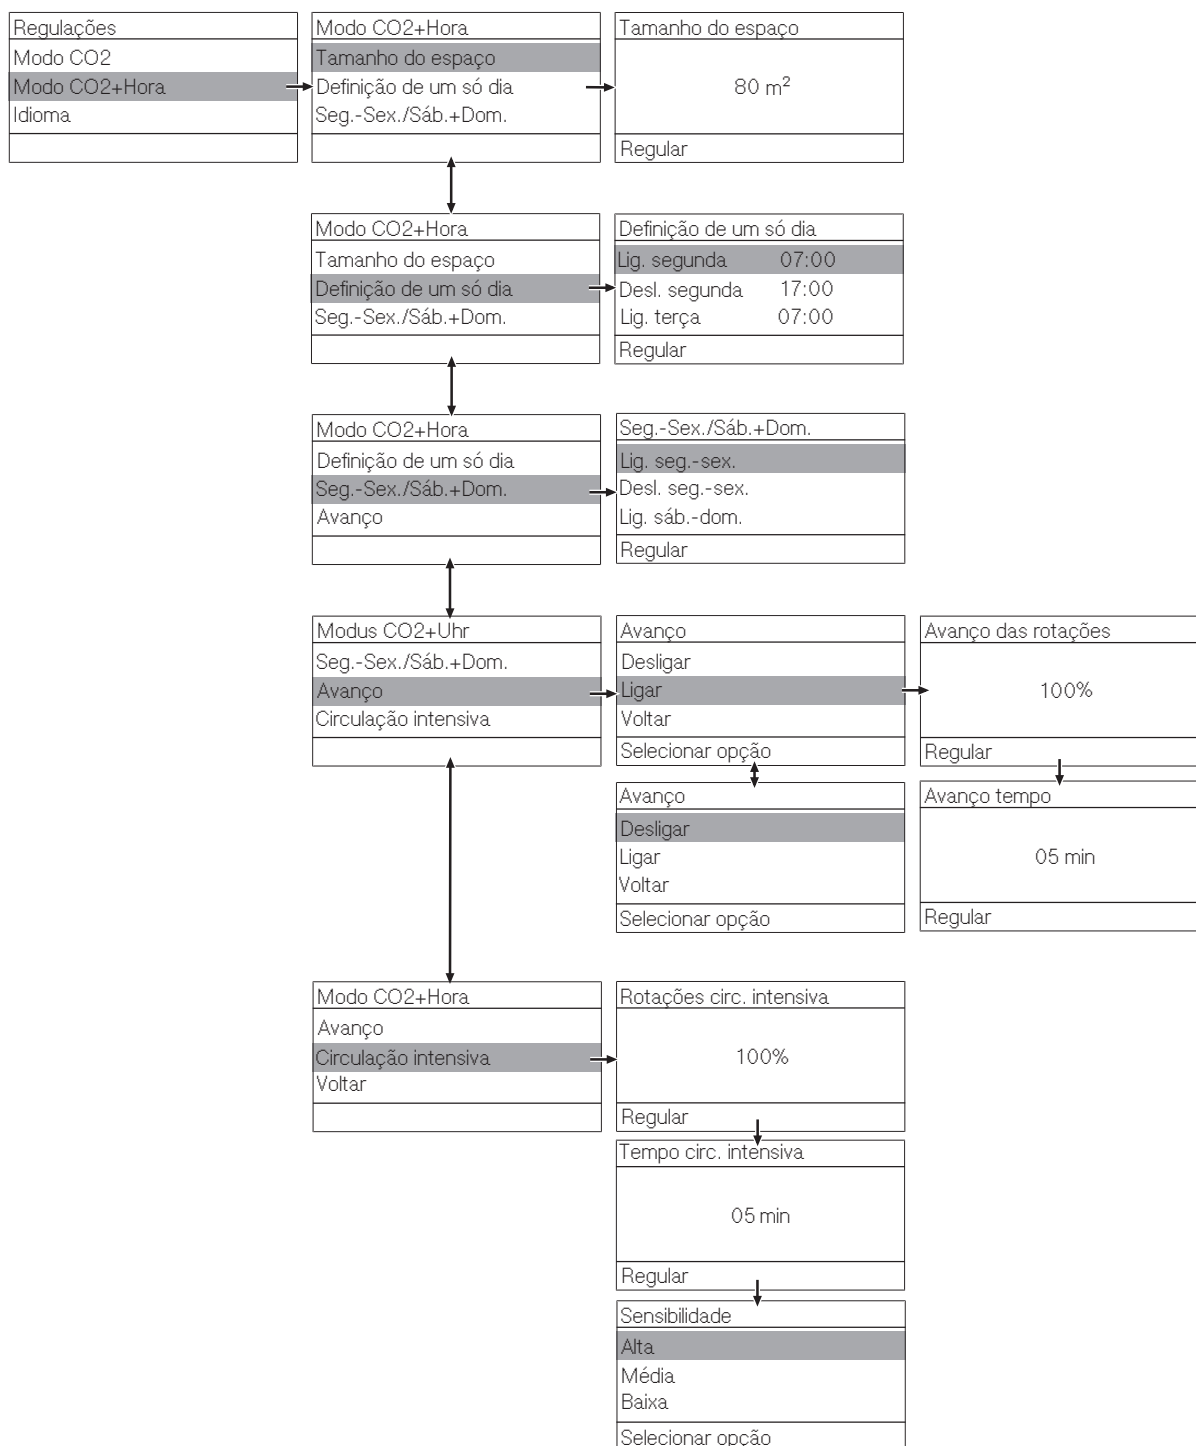 Regulações
Modo CO2
Modo CO2+Hora
Idioma
Modo CO2+Hora
Tamanho do espaço
Definição de um só dia
Seg.-Sex./Sáb.+Dom.
Tamanho do espaço
80 m²
Regular
Modo CO2+Hora
Tamanho do espaço
Definição de um só dia
Seg.-Sex./Sáb.+Dom.
Definição de um só dia
Lig. segunda 07:00
Desl. segunda 17:00
Lig. terça 07:00
Regular
Modo CO2+Hora
Definição de um só dia
Seg.-Sex./Sáb.+Dom.
Avanço
Seg.-Sex./Sáb.+Dom.
Lig. seg.-sex.
Desl. seg.-sex.
Lig. sáb.-dom.
Regular
Modus CO2+Uhr
Seg.-Sex./Sáb.+Dom.
Avanço
Circulação intensiva
Avanço
Desligar
Ligar
Voltar
Selecionar opção
Avanço das rotações
100%
Regular
Avanço
Desligar
Ligar
Voltar
Selecionar opção
Avanço tempo
05 min
Regular
Modo CO2+Hora
Avanço
Circulação intensiva
Voltar
Rotações circ. intensiva
100%
Regular
Tempo circ. intensiva
05 min
Regular
Sensibilidade
Alta
Média
Baixa
Selecionar opção